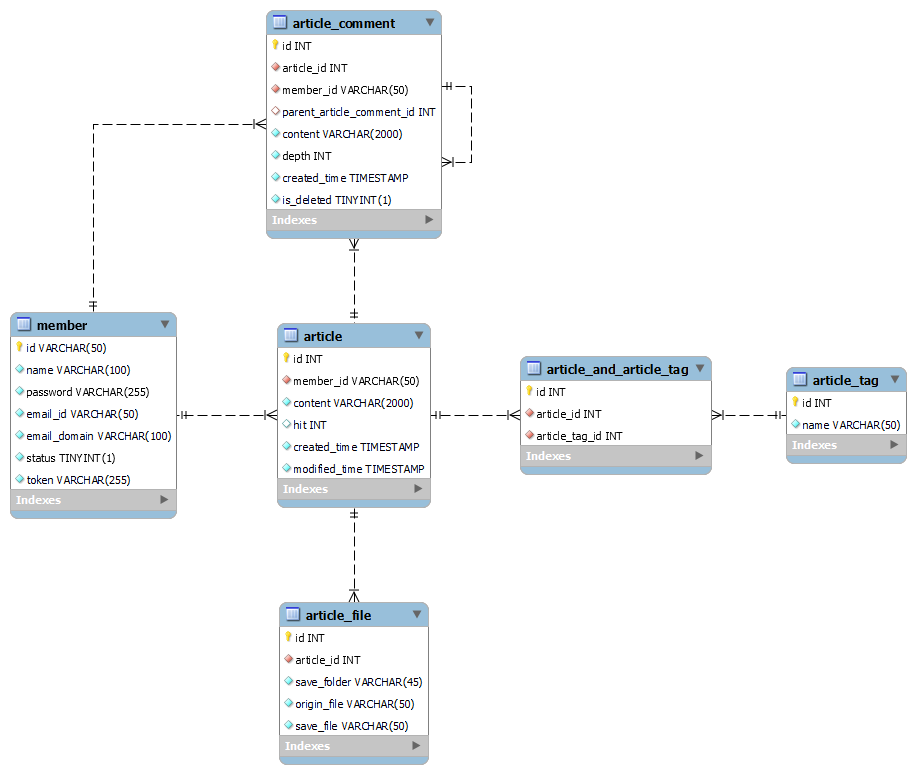 article_comment
id INT
article_id INT
member_id VARCHAR(50)
parent_article_comment_id INT
content VARCHAR(2000)
depth INT
created_time TIMESTAMP
is_deleted TINYINT(1)
Indexes
member
id VARCHAR(50)
name VARCHAR(100)
password VARCHAR(255)
email_id VARCHAR(50)
email_domain VARCHAR(100)
status TINYINT(1)
token VARCHAR(255)
Indexes
article
id INT
member_id VARCHAR(50)
content VARCHAR(2000)
hit INT
created_time TIMESTAMP
modified_time TIMESTAMP
Indexes
article_and_article_tag
id INT
article_id INT
article_tag_id INT
Indexes
article_tag
id INT
name VARCHAR(50)
Indexes
article_file
id INT
article_id INT
save_folder VARCHAR(45)
origin_file VARCHAR(50)
save_file VARCHAR(50)
Indexes